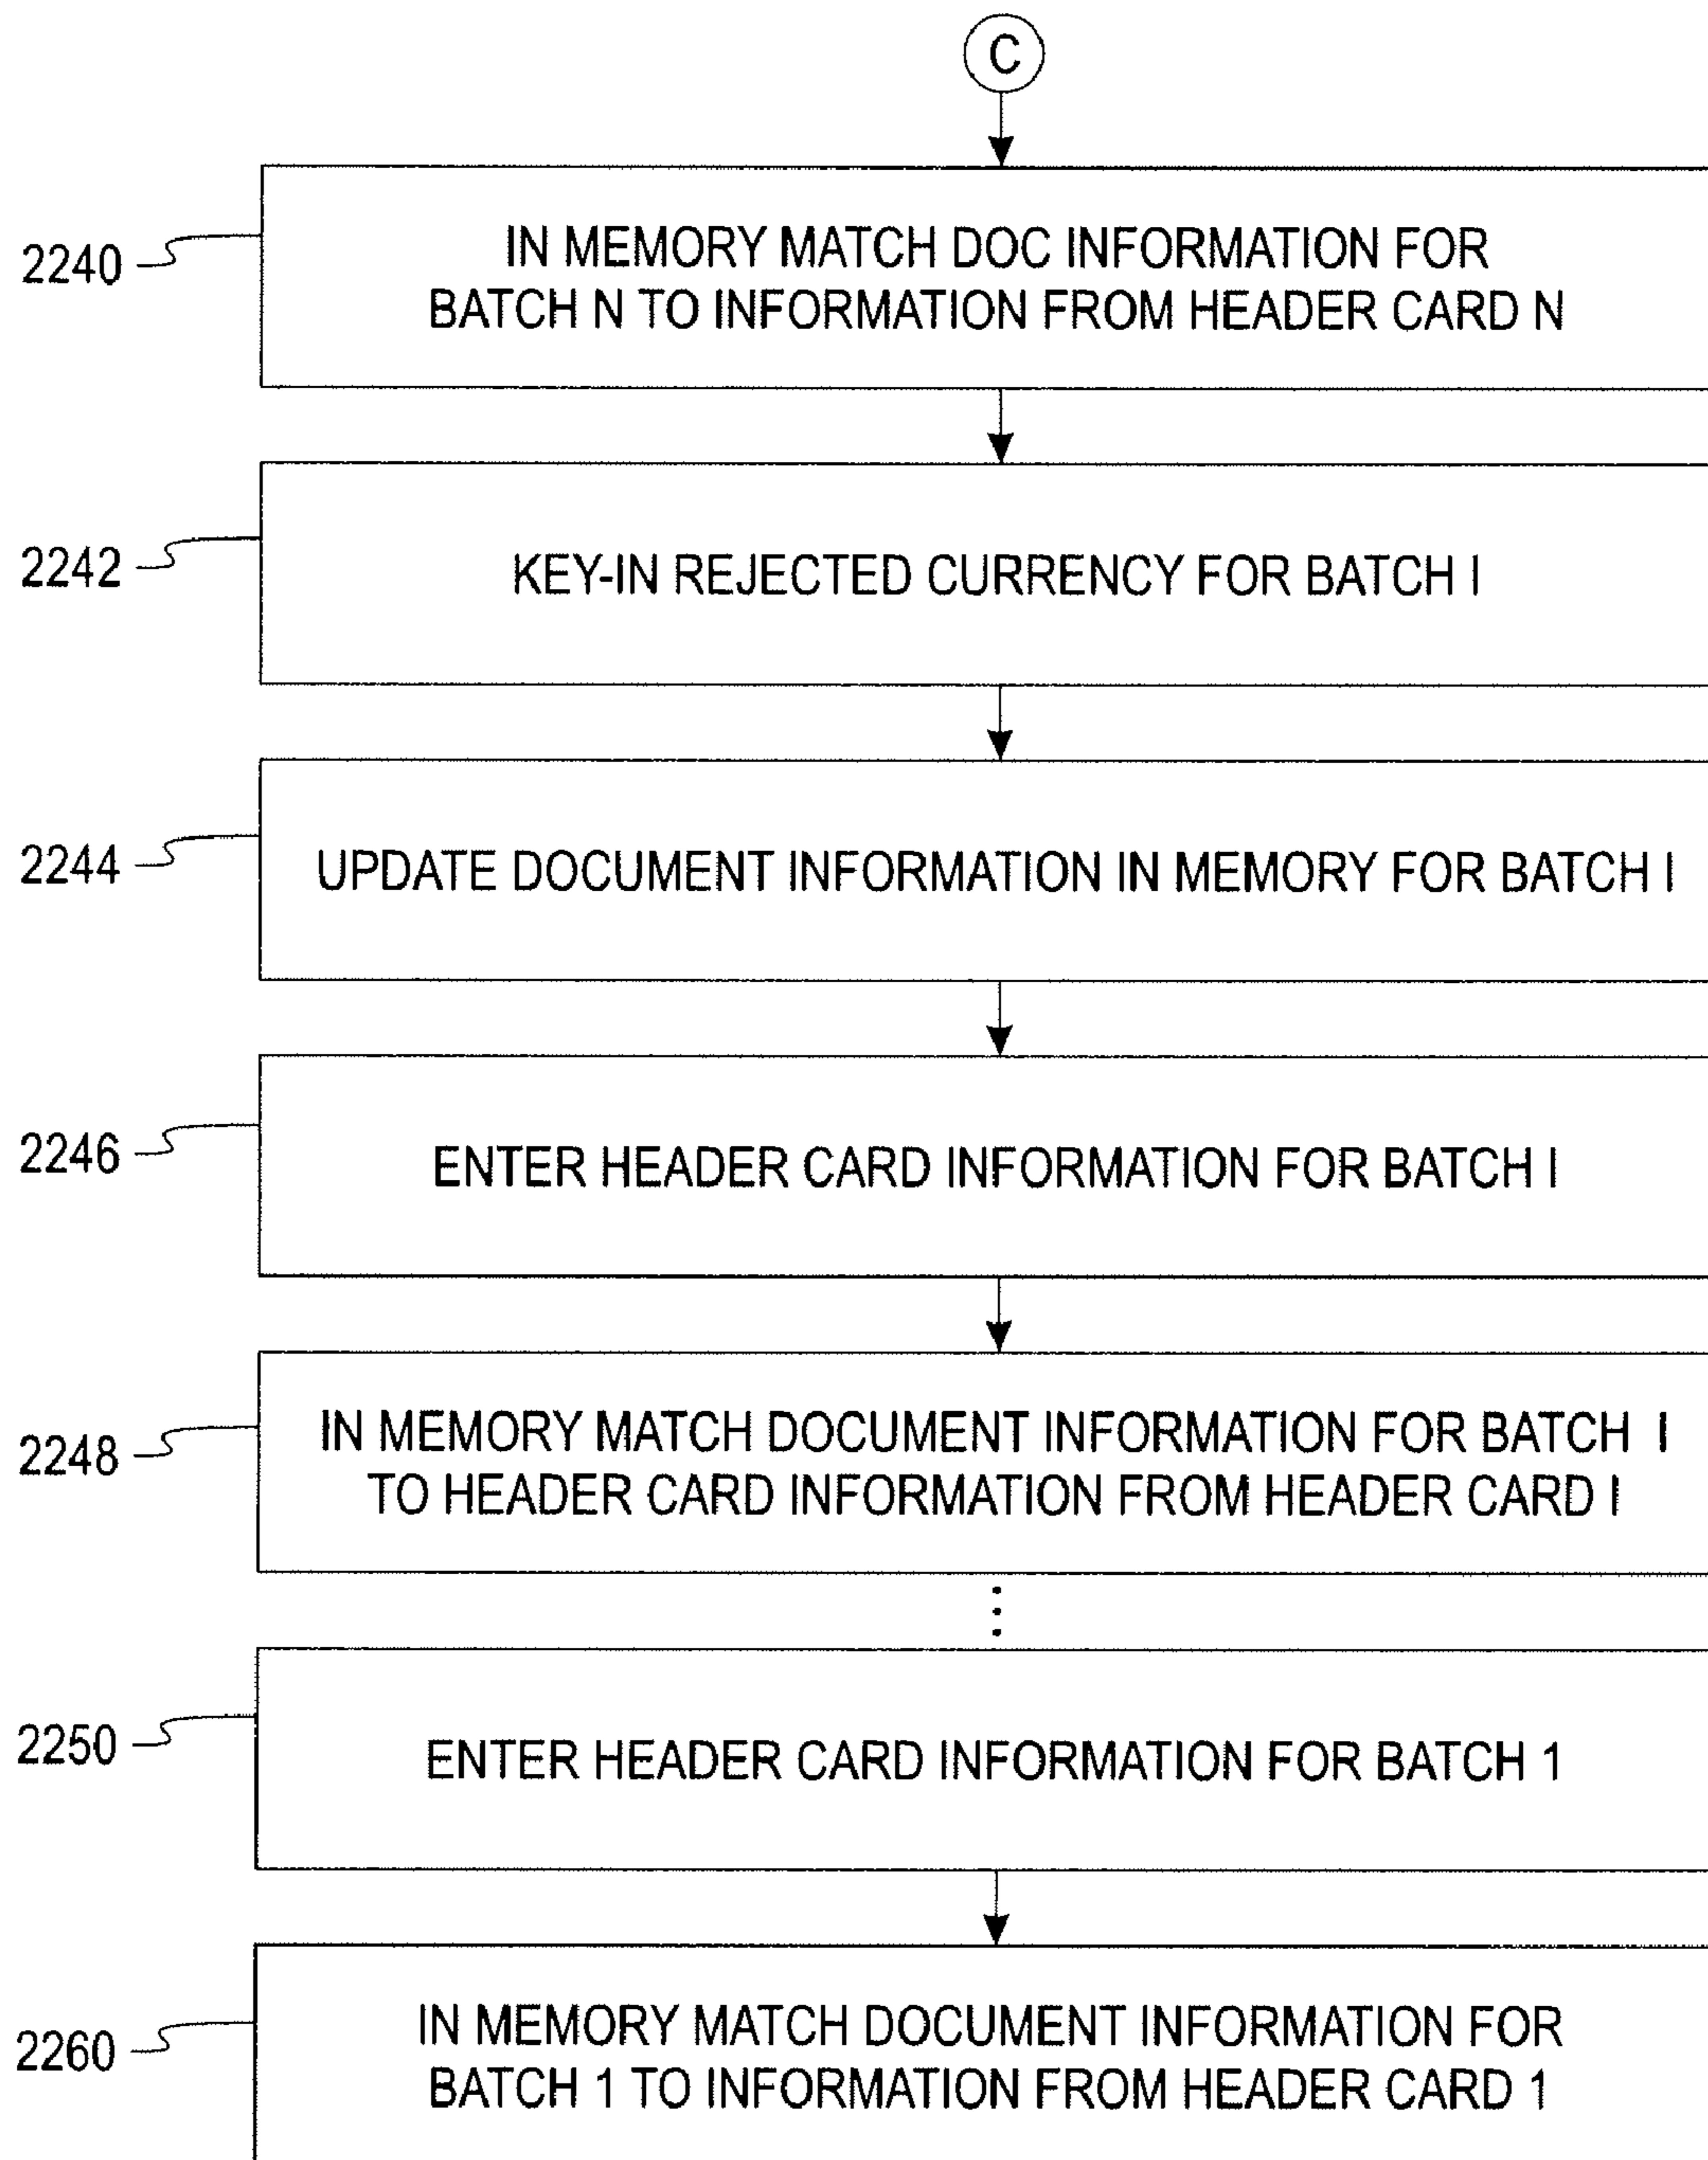 C
2240
IN MEMORY MATCH DOC INFORMATION FOR
BATCH N TO INFORMATION FROM HEADER CARD N
2242
KEY-IN REJECTED CURRENCY FOR BATCH I
2244
UPDATE DOCUMENT INFORMATION IN MEMORY FOR BATCH I
2246
ENTER HEADER CARD INFORMATION FOR BATCH I
2248
IN MEMORY MATCH DOCUMENT INFORMATION FOR BATCH I
TO HEADER CARD INFORMATION FROM HEADER CARD I
2250
ENTER HEADER CARD INFORMATION FOR BATCH 1
2260
IN MEMORY MATCH DOCUMENT INFORMATION FOR
BATCH 1 TO INFORMATION FROM HEADER CARD 1